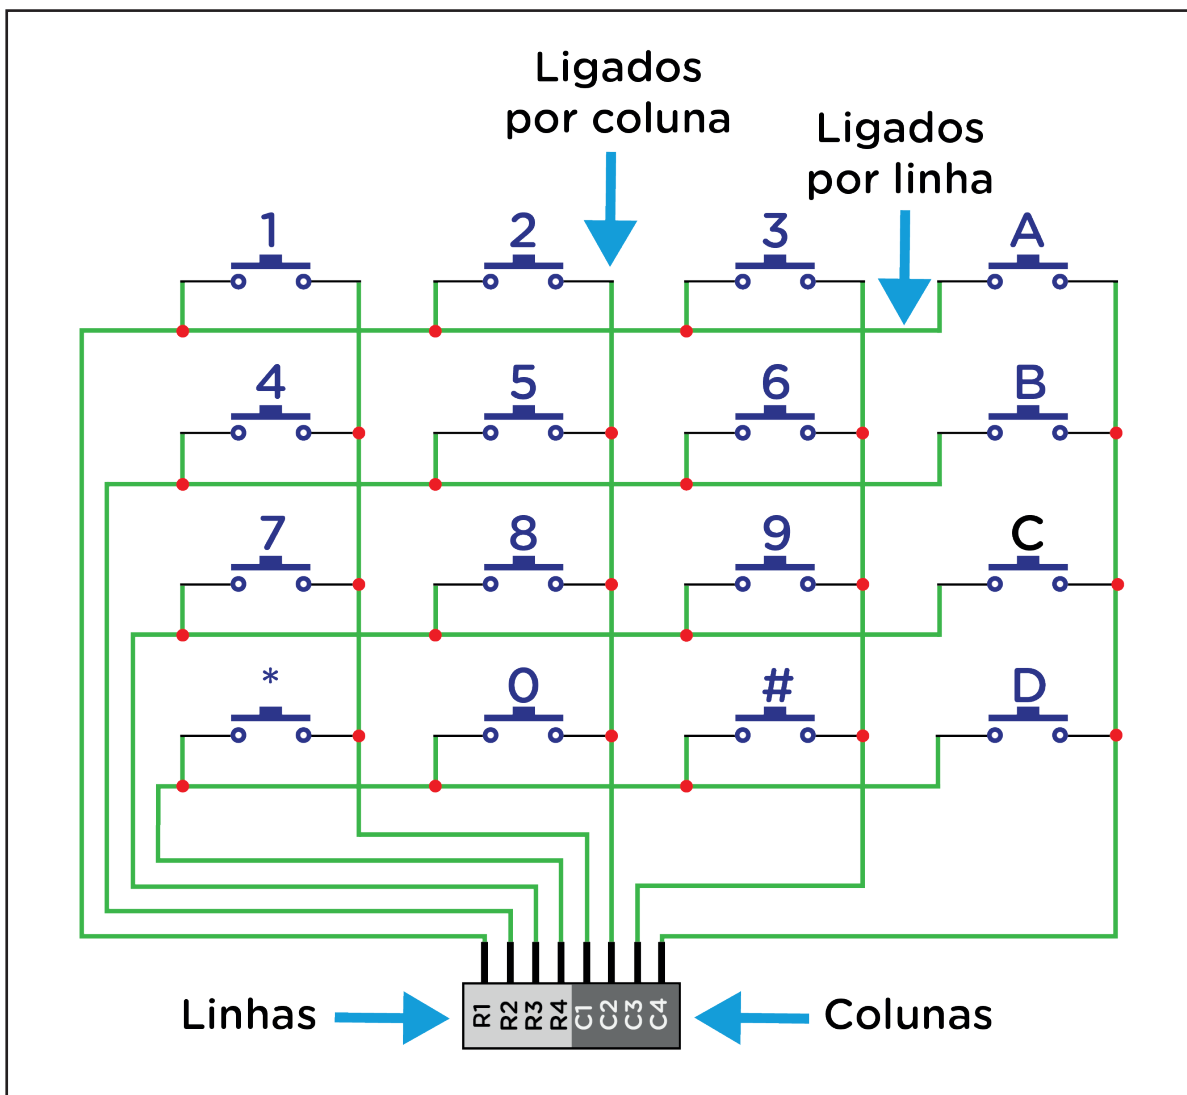 Ligados
por coluna
Ligados
por linha
1 2 3 A
4 5 6 B
7 8 9 C
* 0 # D
R1 R2 R3 R4 C1 C2 C3 C4
Linhas
Colunas